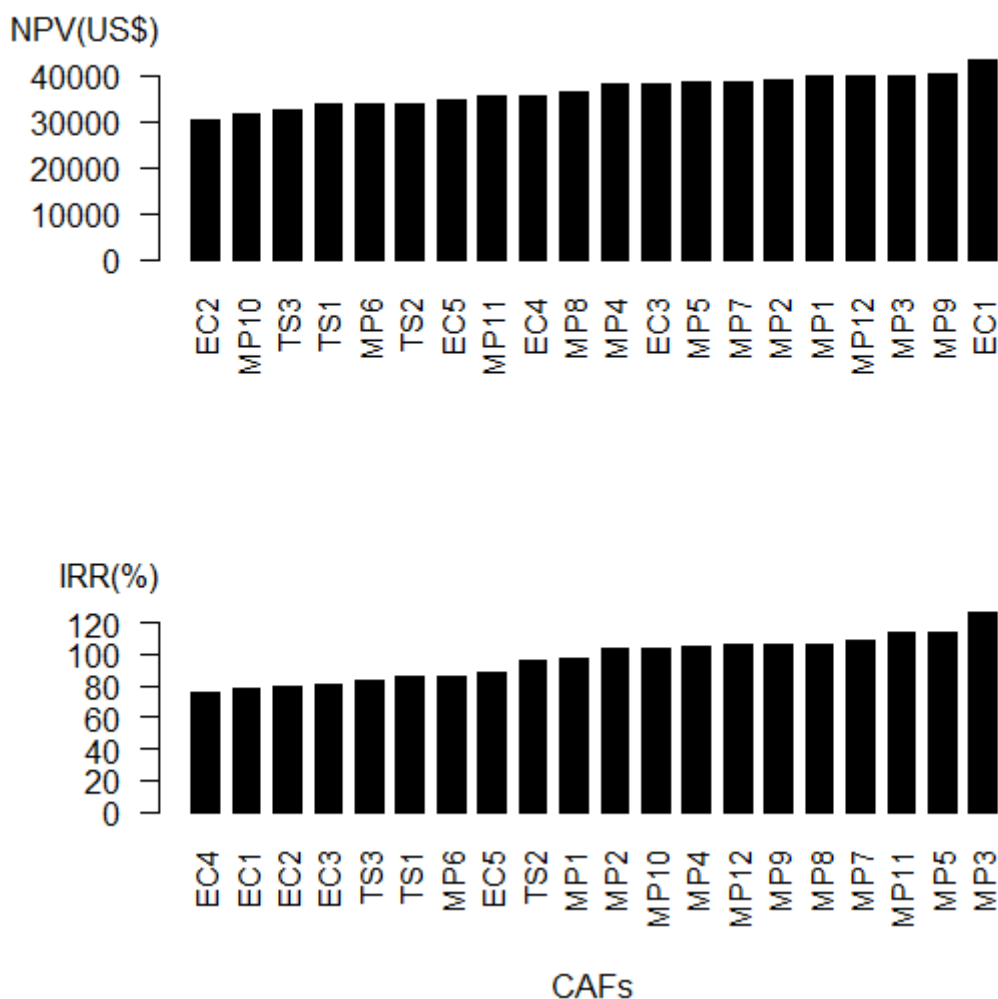 NPV(US$)
40000
30000
20000
10000
0
EC2 MP10 TS3 TS1 MP6 TS2 EC5 MP11 EC4 MP8 MP4 EC3 MP5 MP7 MP2 MP1 MP12 MP3 MP9 EC1
IRR(%)
120
100
80
60
40
20
0
EC4 EC1 EC2 EC3 TS3 TS1 MP6 EC5 TS2 MP1 MP2 MP10 MP4 MP12 MP9 MP8 MP7 MP11 MP5 MP3
CAFs